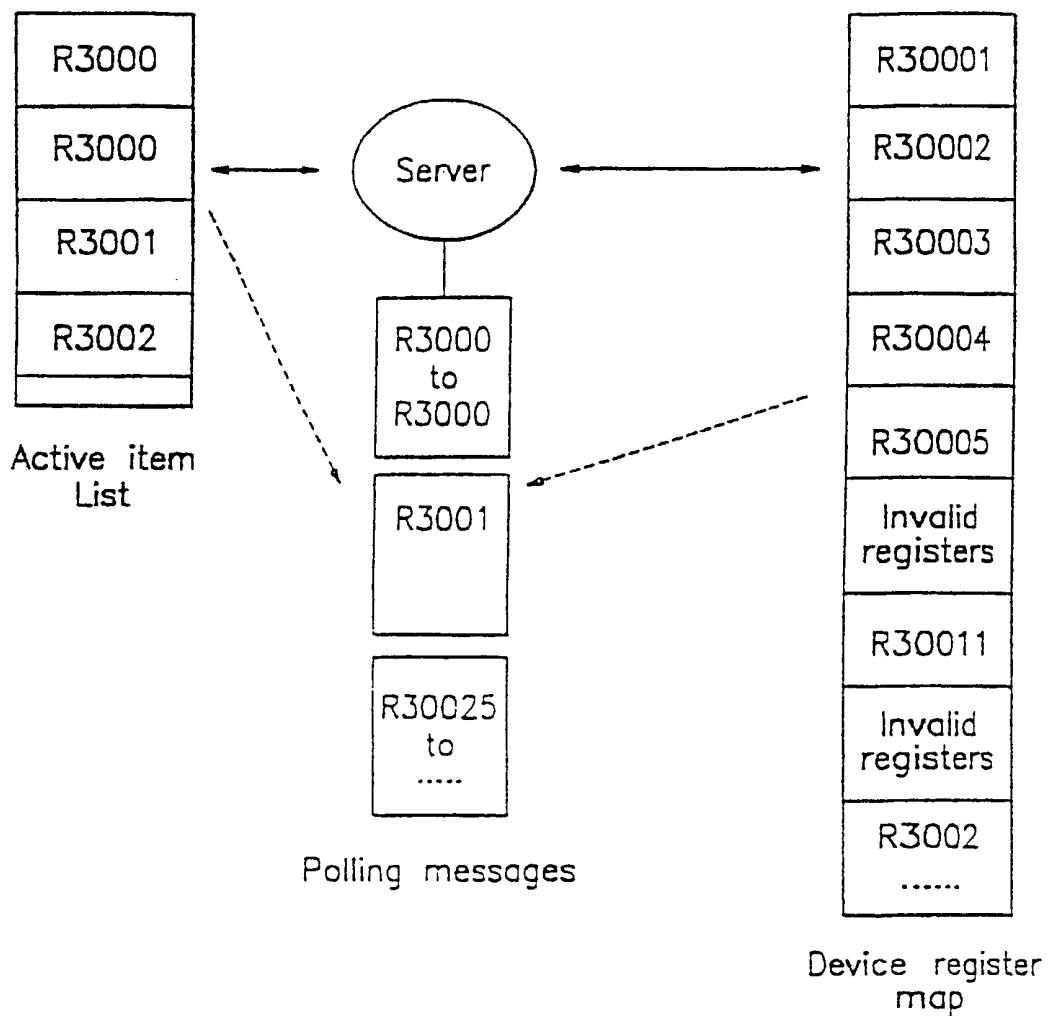 R3000
R3000
R3001
R3002
Active item
List
Server
R3000
to
R3000
R3001
R30025
to
.....
Polling messages
R30001
R30002
R30003
R30004
R30005
Invalid
registers
R30011
Invalid
registers
R3002
......
Device register
map